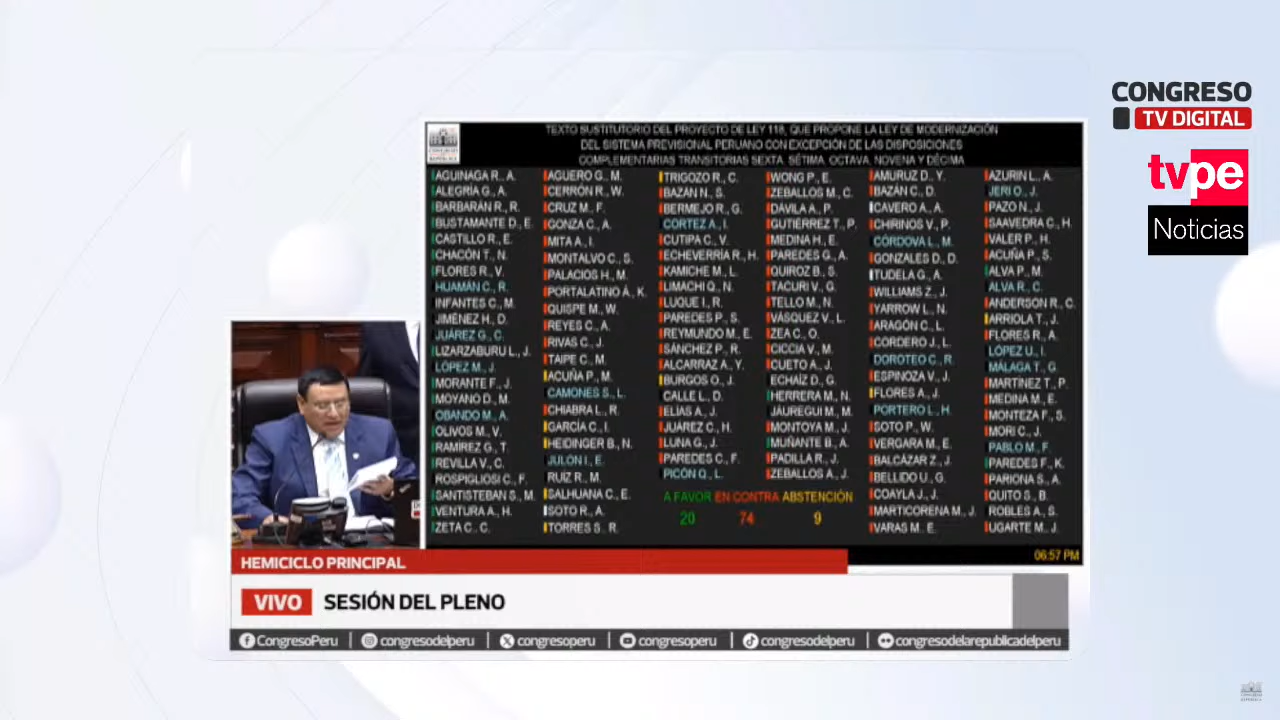 CONGRESO
TV DIGITAL
tvpe
Noticias
TEXTO SUSTITUTORIO DEL PROYECTO DE LEY 118, QUE PROPONE LA LEY DE MODERNIZACIÓN
DEL SISTEMA PREVISIONAL PERUANO CON EXCEPCIÓN DE LAS DISPOSICIONES
COMPLEMENTARIAS TRANSITORIAS SEXTA, SÉTIMA, OCTAVA, NOVENA Y DÉCIMA
AGUINAGA R., A.
ALEGRÍA G., A.
BARBARÁN R., R.
BUSTAMANTE D., E.
CASTILLO R., E.
CHACÓN T., N.
FLORES R., V.
HUAMÁN C., R.
INFANTES C., M.
JIMÉNEZ H., D.
JUÁREZ G., C.
LIZARZABURU L., J.
LÓPEZ M., J.
MORANTE F., J.
MOYANO D., M.
OBANDO M., A.
OLIVOS M., V.
RAMÍREZ G., T.
REVILLA V., C.
ROSPIGLIOSI C., F.
SANTISTEBAN S., M.
VENTURA A., H.
ZETA C., C.
AGUERO G., M.
CERRÓN R., W.
CRUZ M., F.
GONZA C., A.
MITA A., I.
MONTALVO C., S.
PALACIOS H., M.
PORTALATINO Á., K.
QUISPE M., W.
REYES C., A.
RIVAS C., J.
TAIPE C., M.
ACUÑA P., M.
CAMONES S., L.
CHIABRA L., R.
GARCÍA C., I.
HEIDINGER B., N.
JULON I., E.
RUIZ R., M.
SALHUANA C., E.
SOTO R., A.
TORRES S., R.
TRIGOZO R., C.
BAZÁN N., S.
BERMEJO R., G.
CORTEZ A., I.
CUTIPA C., V.
ECHEVERRÍA R., H.
KAMICHE M., L.
LIMACHI Q., N.
LUQUE I., R.
PAREDES P., S.
REYMUNDO M., E.
SÁNCHEZ P., R.
ALCARRAZ A., Y.
BURGOS O., J.
CALLE L., D.
ELÍAS A., J.
JUÁREZ C., H.
LUNA G., J.
PAREDES C., F.
PICÓN Q., L.
WONG P., E.
ZEBALLOS M., C.
DÁVILA A., P.
GUTIÉRREZ T., P.
MEDINA H., E.
PAREDES G., A.
QUIROZ B., S.
TACURI V., G.
TELLO M., N.
VÁSQUEZ V., L.
ZEA C., O.
CICCIA V., M.
CUETO A., J.
ECHAÍZ D., G.
HERRERA M., N.
JÁUREGUI M., M.
MONTOYA M., J.
MUÑANTE B., A.
PADILLA R., J.
ZEBALLOS A., J.
AMURUZ D., Y.
BAZÁN C., D.
CAVERO A., A.
CHIRINOS V., P.
CÓRDOVA L., M.
GONZALES D., D.
TUDELA G., A.
WILLIAMS Z., J.
YARROW L., N.
ARAGÓN C., L.
CORDERO J., L.
DOROTEO C., R.
ESPINOZA V., J.
FLORES A., J.
PORTERO L., H.
SOTO P., W.
VERGARA M., E.
BALCÁZAR Z., J.
BELLIDO U., G.
COAYLA J., J.
MARTICORENA M., J.
VARAS M., E.
AZURIN L., A.
JERI O., J.
PAZO N., J.
SAAVEDRA C., H.
VALER P., H.
ACUÑA P., S.
ALVA P., M.
ALVA R., C.
ANDERSON R., C.
ARRIOLA T., J.
FLORES R., A.
LÓPEZ U., I.
MÁLAGA T., G.
MARTÍNEZ T., P.
MEDINA M., E.
MONTEZA F., S.
MORI C., J.
PABLO M., F.
PAREDES F., K.
PARIONA S., A.
QUITO S., B.
ROBLES A., S.
UGARTE M., J.
A FAVOR EN CONTRA ABSTENCIÓN
20 74 9
06:57 PM
HEMICICLO PRINCIPAL
VIVO SESIÓN DEL PLENO
CongresoPeru | congresodelperu | congresoperu | congresoperu | congresodelperu | congresodelarepublicadelperu